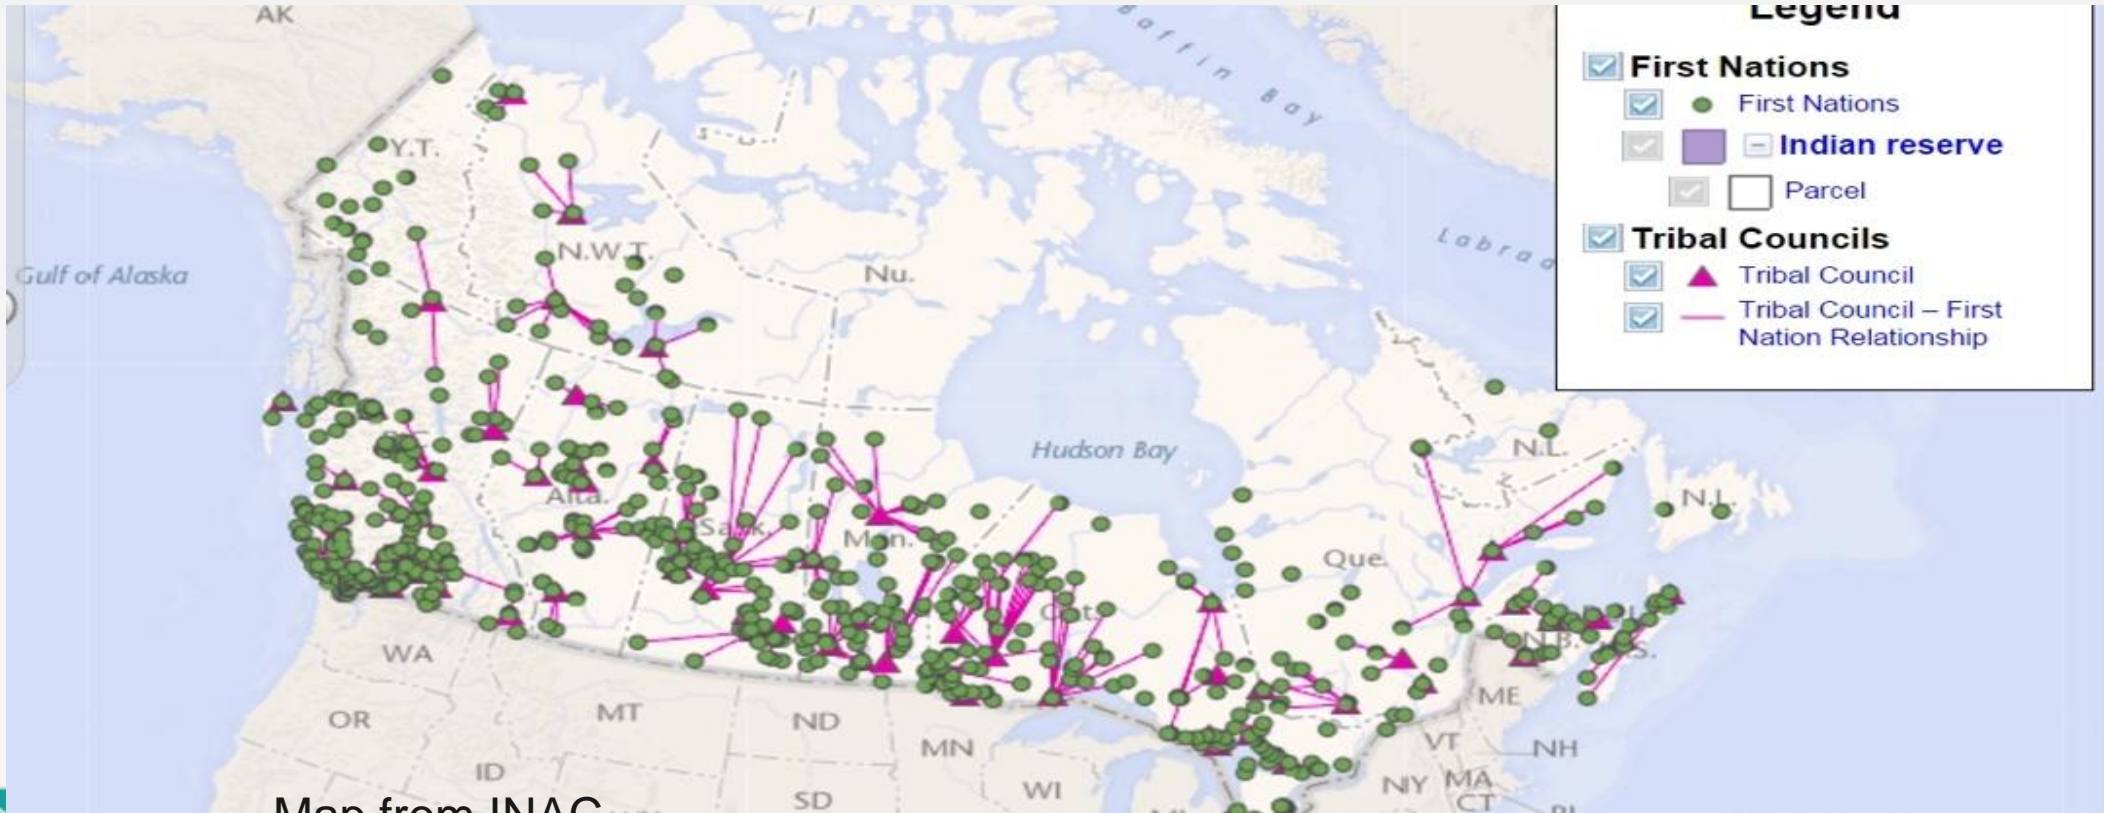 AK
Baffin Bay
Legend
First Nations
First Nations
Indian reserve
Parcel
Tribal Councils
Tribal Council
Tribal Council – First
Nation Relationship
Y.T.
N.W.T.
Nu.
Gulf of Alaska
Hudson Bay
N.L.
N.L.
Alta.
Sask.
Man.
Que.
Ont.
N.B.
WA
OR
MT
ND
MN
ID
SD
WI
ME
VT
NH
NY
MA
CT
Map from INAC